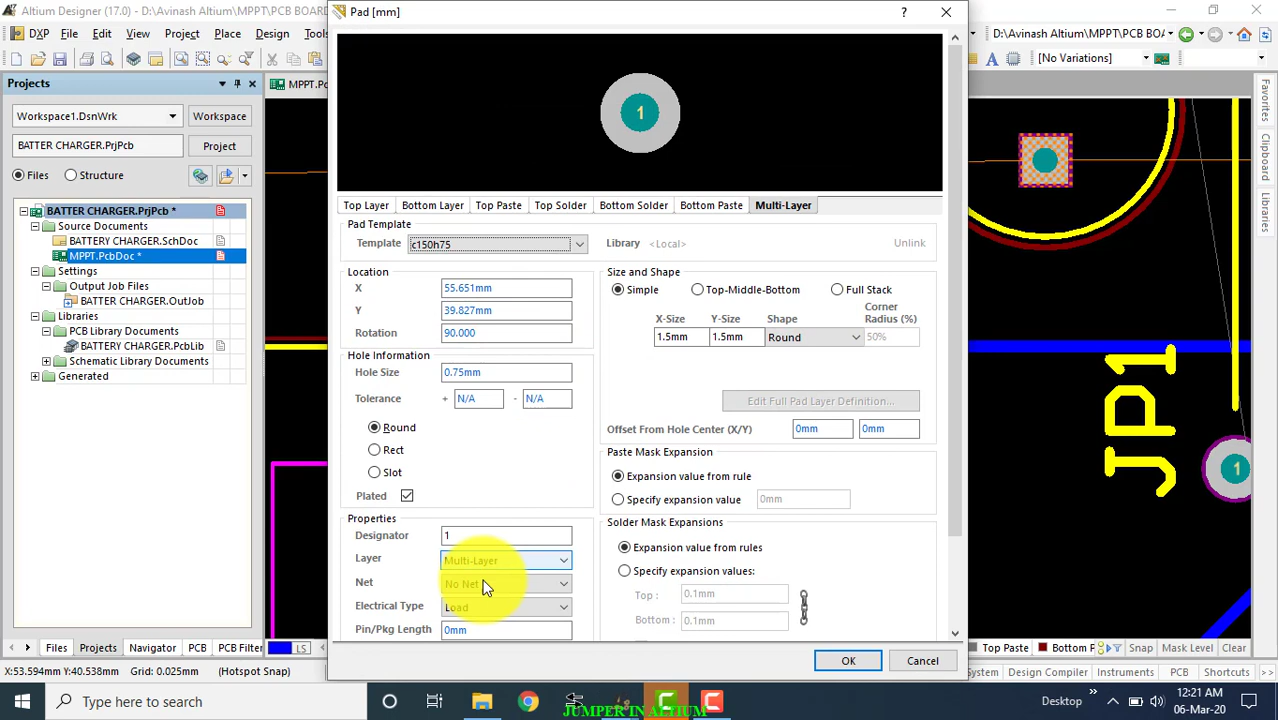 Altium Designer (17.0) - D:\Avinash Altium\MPPT\PCB BOARD
Pad [mm]
?
DXP File Edit View Project Place Design Tools
D:\Avinash Altium\MPPT\PCB BOA
[No Variations]
Projects
MPPT.Pcb
Workspace1.DsnWrk
Workspace
BATTER CHARGER.PrjPcb
Project
Files
Structure
BATTER CHARGER.PrjPcb *
Source Documents
BATTERY CHARGER.SchDoc
MPPT.PcbDoc *
Settings
Output Job Files
BATTER CHARGER.OutJob
Libraries
PCB Library Documents
BATTERY CHARGER.PcbLib
Schematic Library Documents
Generated
1
Top Layer
Bottom Layer
Top Paste
Top Solder
Bottom Solder
Bottom Paste
Multi-Layer
Pad Template
Template c150h75
Library <Local>
Unlink
Location
X 55.651mm
Y 39.827mm
Rotation 90.000
Hole Information
Hole Size 0.75mm
Tolerance + N/A - N/A
Round
Rect
Slot
Plated
Properties
Designator 1
Layer Multi-Layer
Net No Net
Electrical Type Load
Pin/Pkg Length 0mm
Size and Shape
Simple
Top-Middle-Bottom
Full Stack
X-Size Y-Size Shape Corner Radius (%)
1.5mm 1.5mm Round 50%
Edit Full Pad Layer Definition...
Offset From Hole Center (X/Y) 0mm 0mm
Paste Mask Expansion
Expansion value from rule
Specify expansion value 0mm
Solder Mask Expansions
Expansion value from rules
Specify expansion values:
Top : 0.1mm
Bottom : 0.1mm
OK
Cancel
JP1
1
Favorites
Clipboard
Libraries
Files Projects Navigator PCB PCB Filter
LS
Top Paste
Bottom P
Snap
Mask Level
Clear
X:53.594mm Y:40.538mm Grid: 0.025mm (Hotspot Snap)
System Design Compiler Instruments PCB Shortcuts
Type here to search
JUMPER IN ALTIUM
Desktop
12:21 AM
06-Mar-20